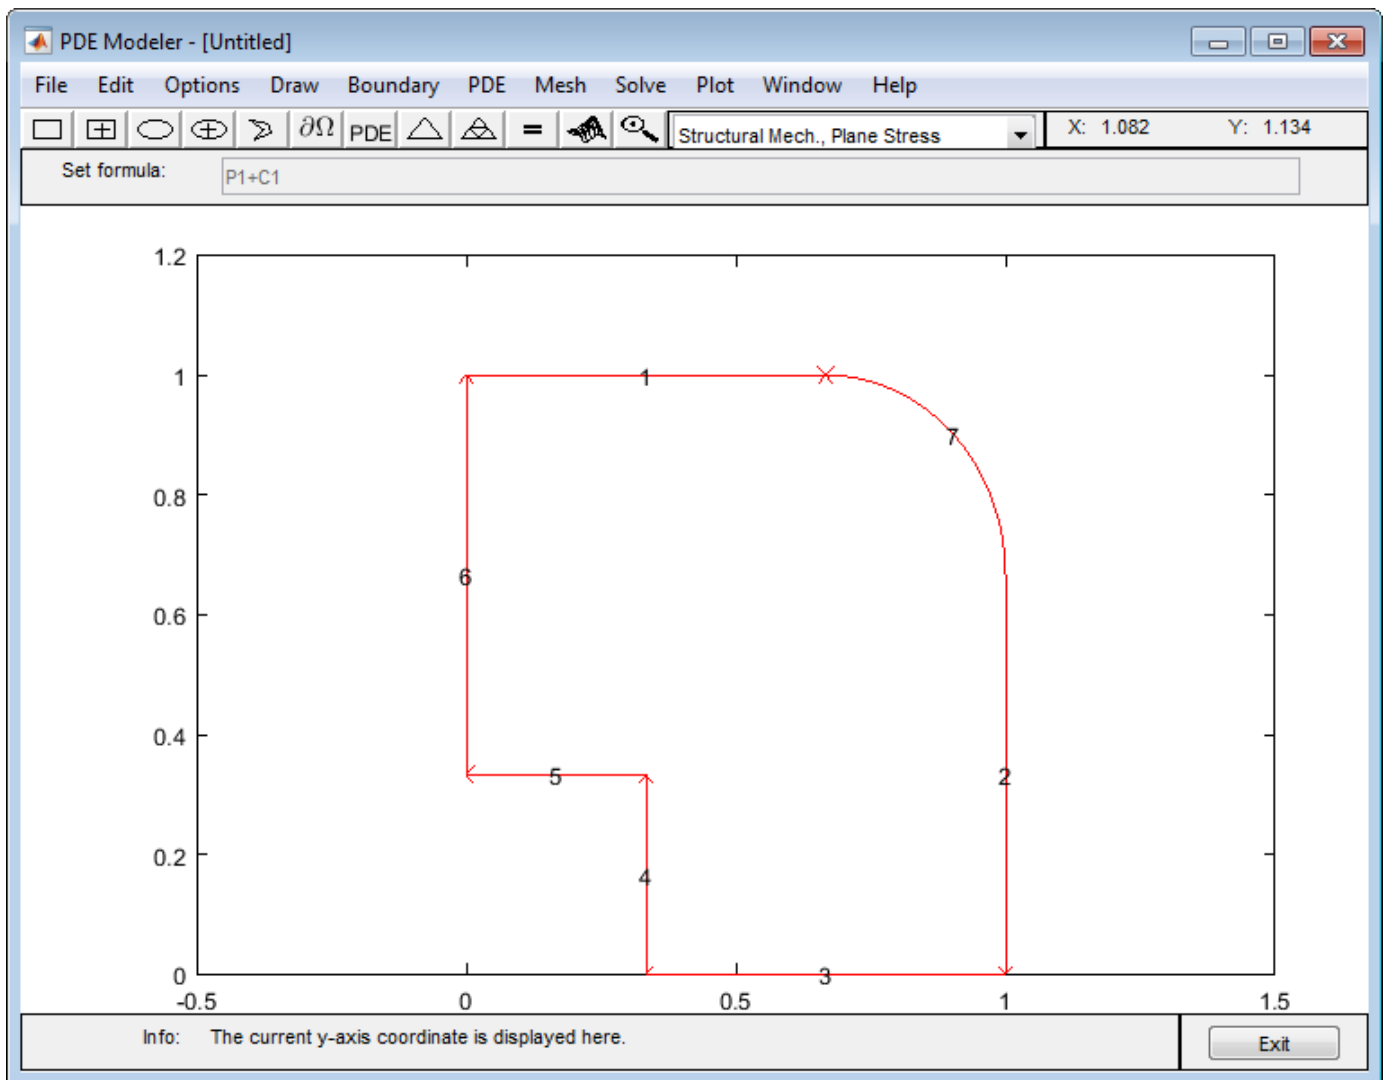 PDE Modeler - [Untitled]
File Edit Options Draw Boundary PDE Mesh Solve Plot Window Help
∂Ω PDE = Structural Mech., Plane Stress X: 1.082 Y: 1.134
Set formula: P1+C1
1.2
1
1
7
0.8
6
0.6
0.4
5
2
0.2
4
0
3
-0.5 0 0.5 1 1.5
Info: The current y-axis coordinate is displayed here.
Exit